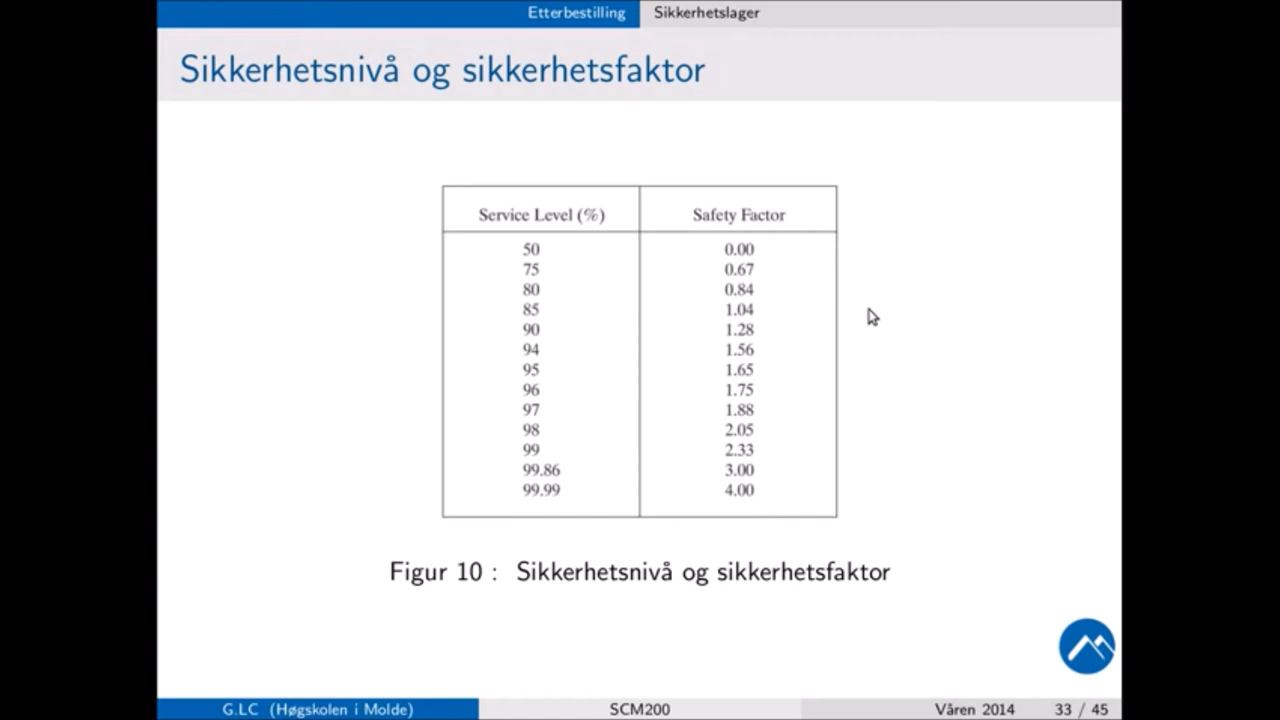 Etterbestilling Sikkerhetslager
Sikkerhetsnivå og sikkerhetsfaktor
Service Level (%) Safety Factor
50 0.00
75 0.67
80 0.84
85 1.04
90 1.28
94 1.56
95 1.65
96 1.75
97 1.88
98 2.05
99 2.33
99.86 3.00
99.99 4.00
Figur 10 : Sikkerhetsnivå og sikkerhetsfaktor
G.LC (Høgskolen i Molde) SCM200 Våren 2014 33 / 45